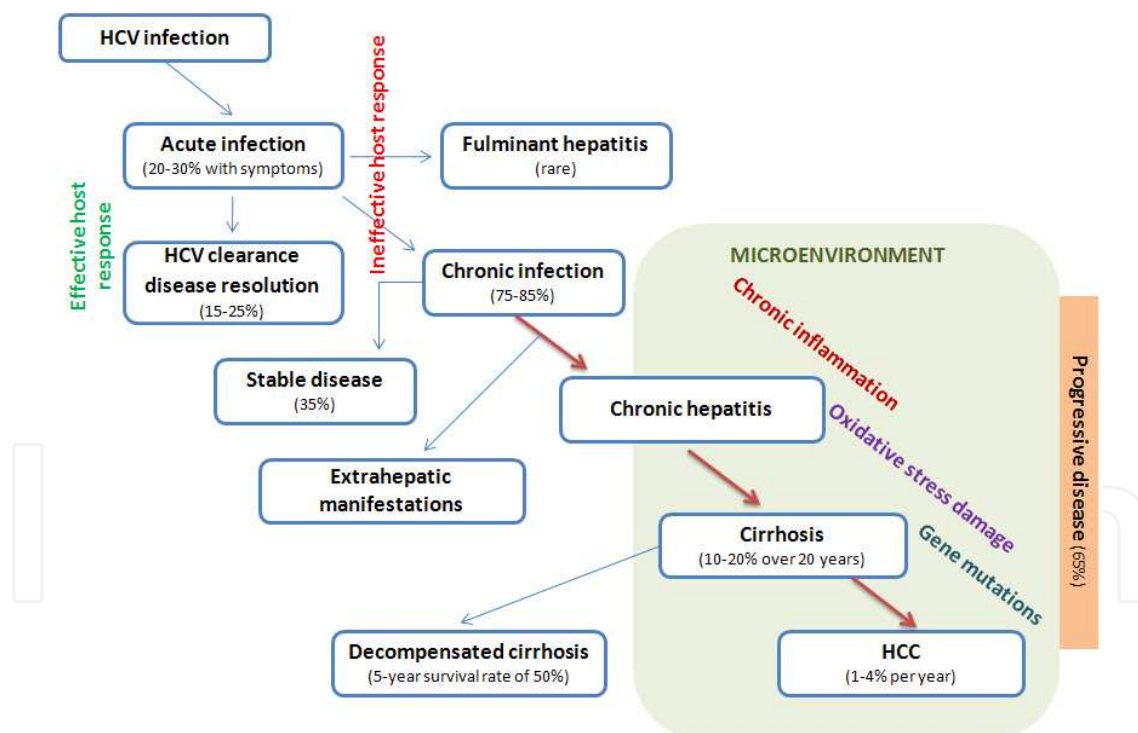 HCV infection
Acute infection
(20-30% with symptoms)
Ineffective host response
Fulminant hepatitis
(rare)
Effective host
response
HCV clearance
disease resolution
(15-25%)
Chronic infection
(75-85%)
MICROENVIRONMENT
Chronic inflammation
Stable disease
(35%)
Chronic hepatitis
Oxidative stress damage
Progressive disease (65%)
Extrahepatic
manifestations
Cirrhosis
(10-20% over 20 years)
Gene mutations
Decompensated cirrhosis
(5-year survival rate of 50%)
HCC
(1-4% per year)